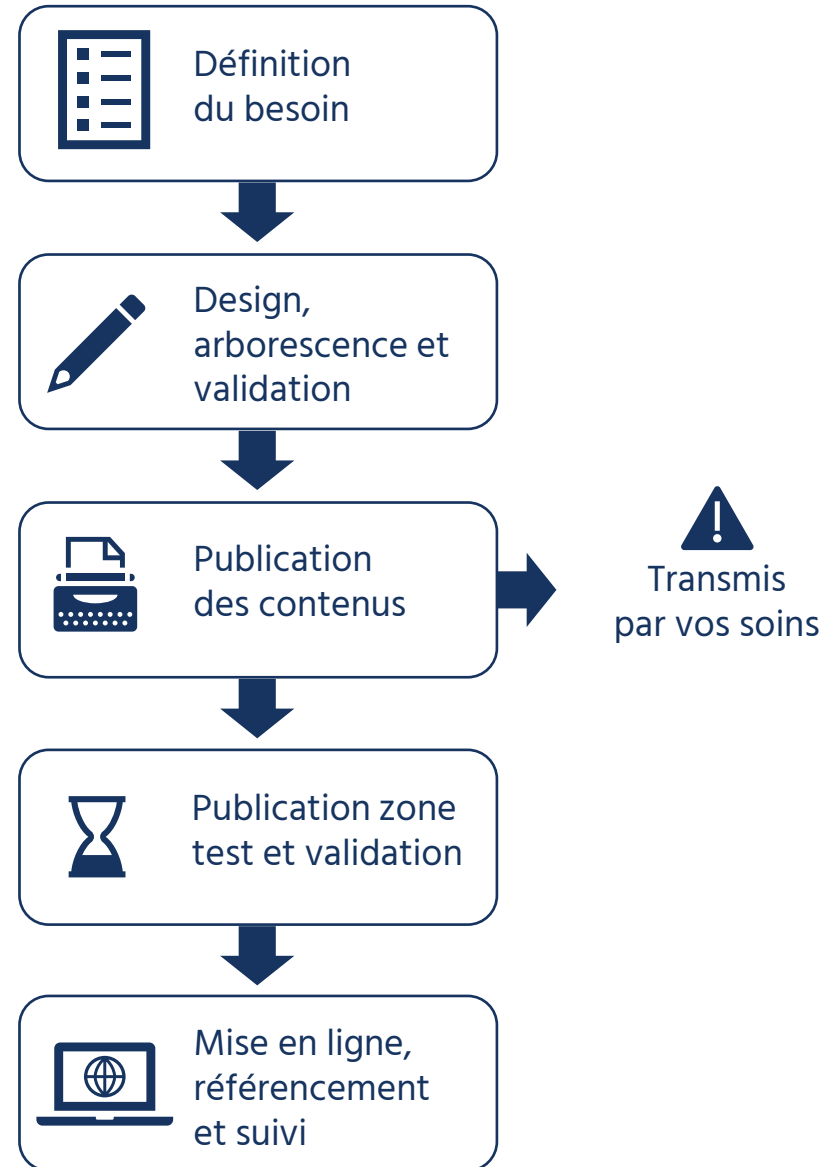 Définition
du besoin
Design,
arborescence et
validation
Publication
des contenus
Transmis
par vos soins
Publication zone
test et validation
Mise en ligne,
référencement
et suivi